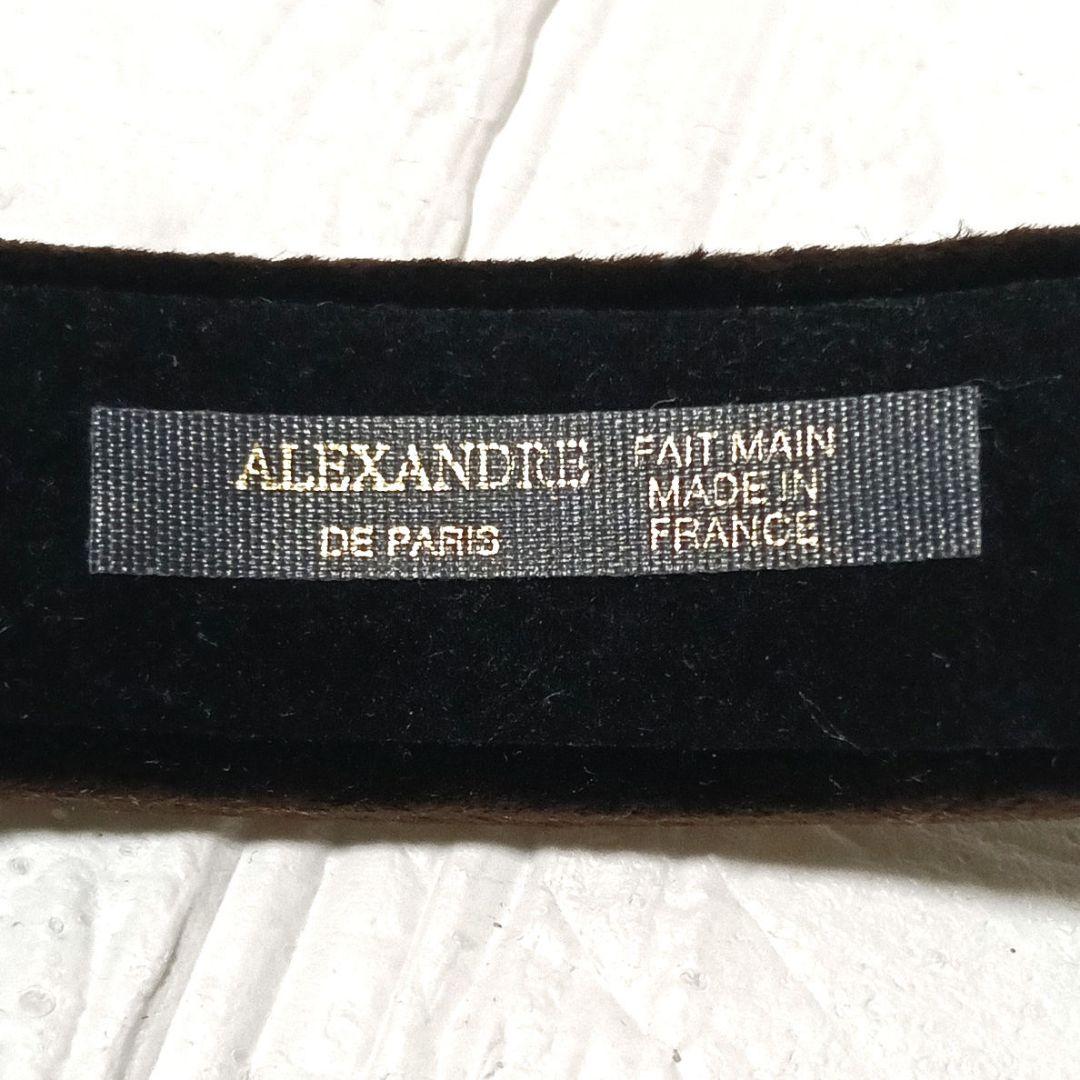 ALEXANDRE
DE PARIS
FAIT MAIN
MADE IN
FRANCE